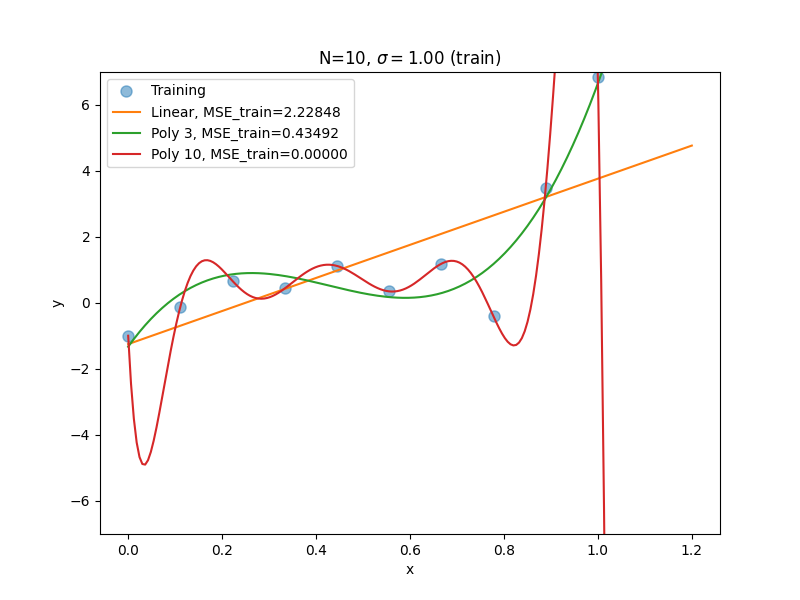 N=10, σ = 1.00 (train)
Training
Linear, MSE_train=2.22848
Poly 3, MSE_train=0.43492
Poly 10, MSE_train=0.00000
6
4
2
0
−2
−4
−6
y
0.0 0.2 0.4 0.6 0.8 1.0 1.2
x